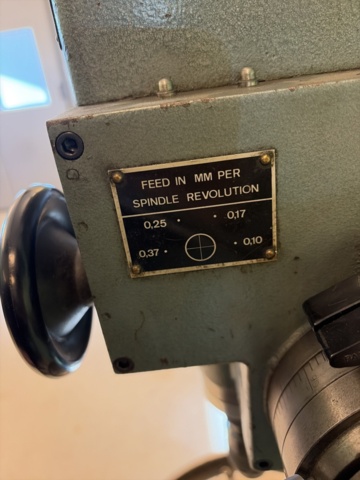 FEED IN MM PER
SPINDLE REVOLUTION
0,25 · · 0,17
0,37 · · 0,10